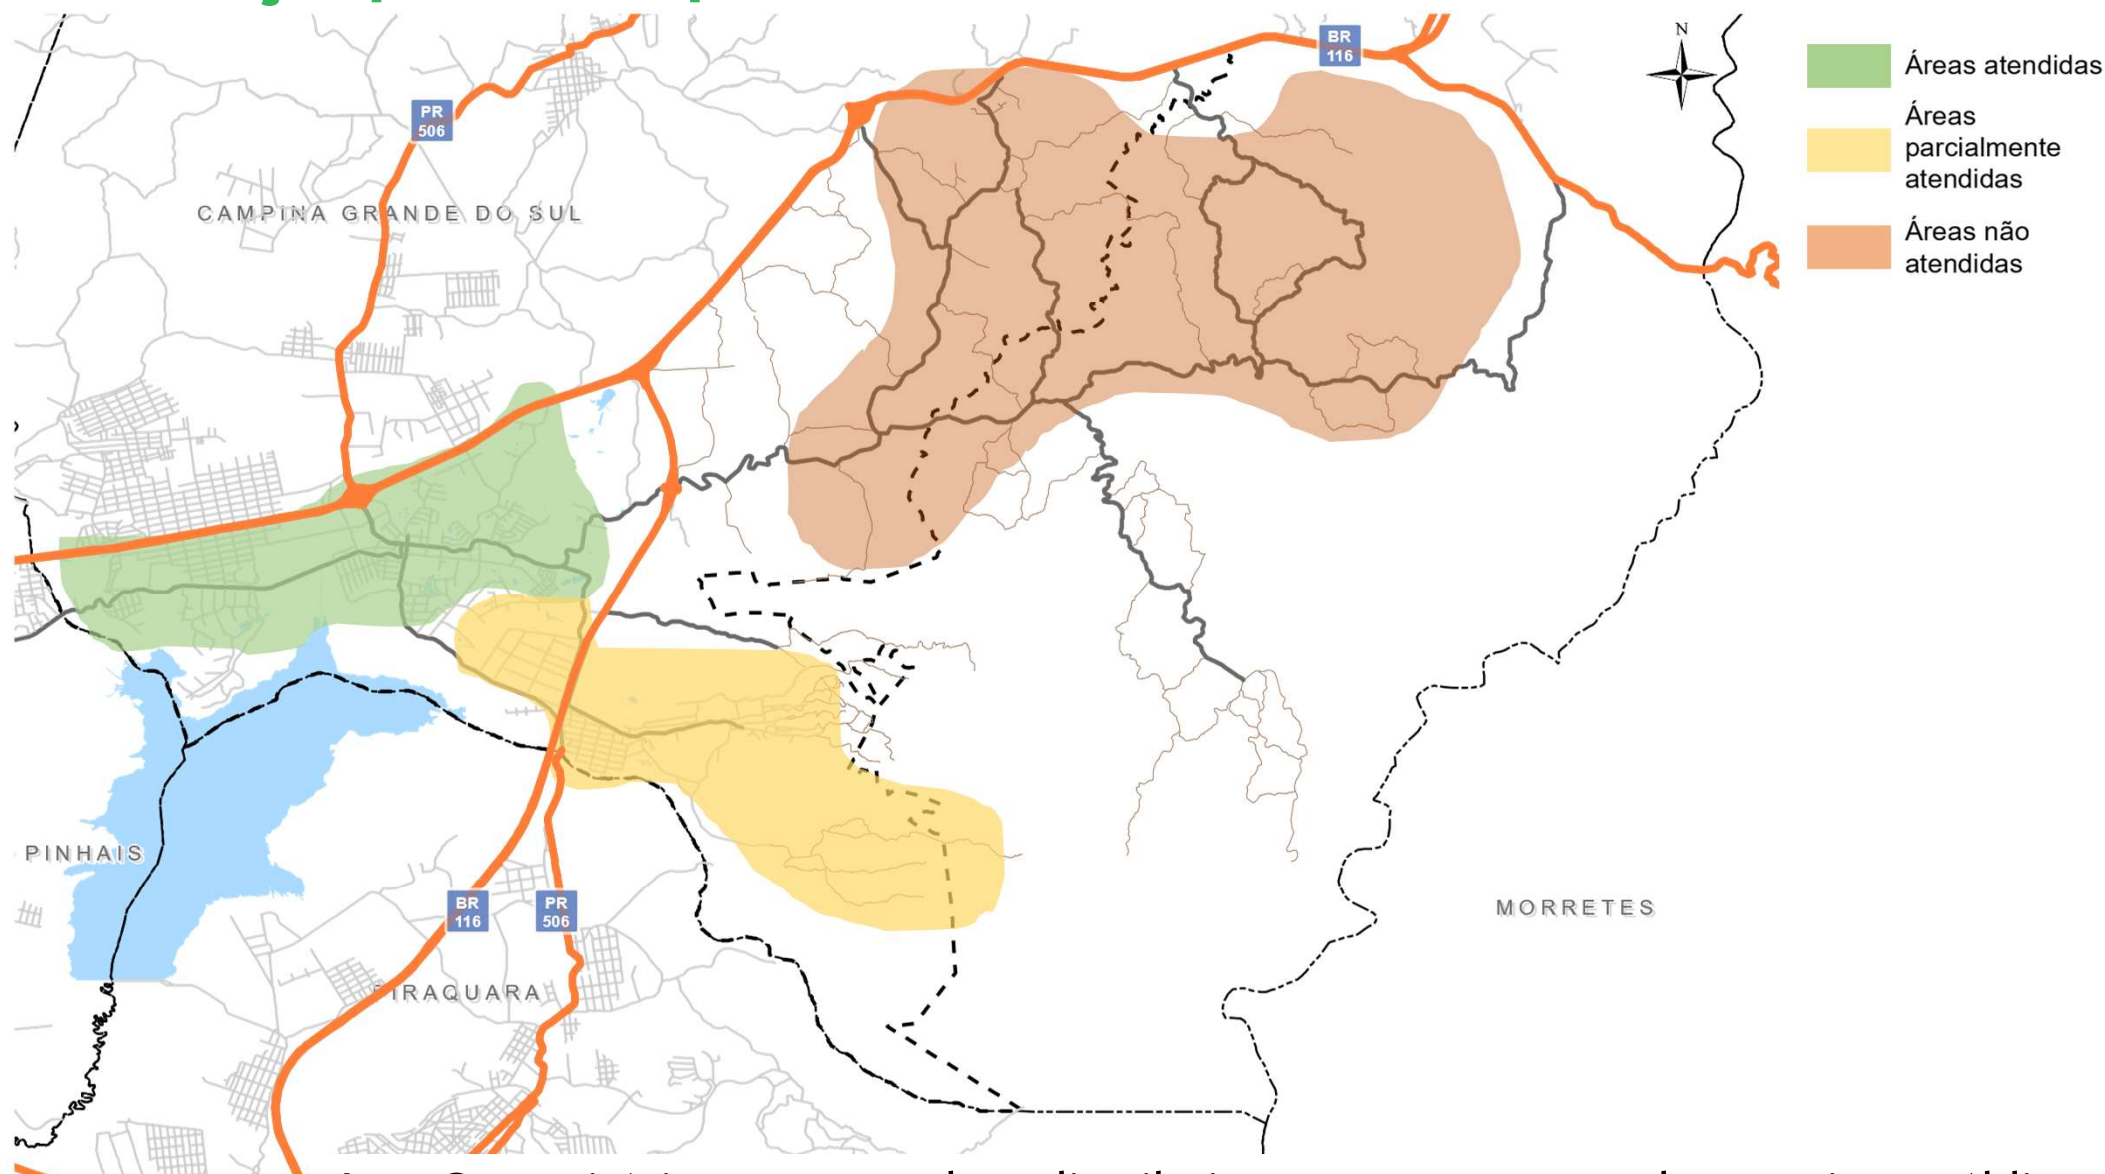 BR
116
N
Áreas atendidas
Áreas
parcialmente
atendidas
Áreas não
atendidas
PR
506
CAMPINA GRANDE DO SUL
PINHAIS
BR
116
PR
506
MORRETES
PIRAQUARA